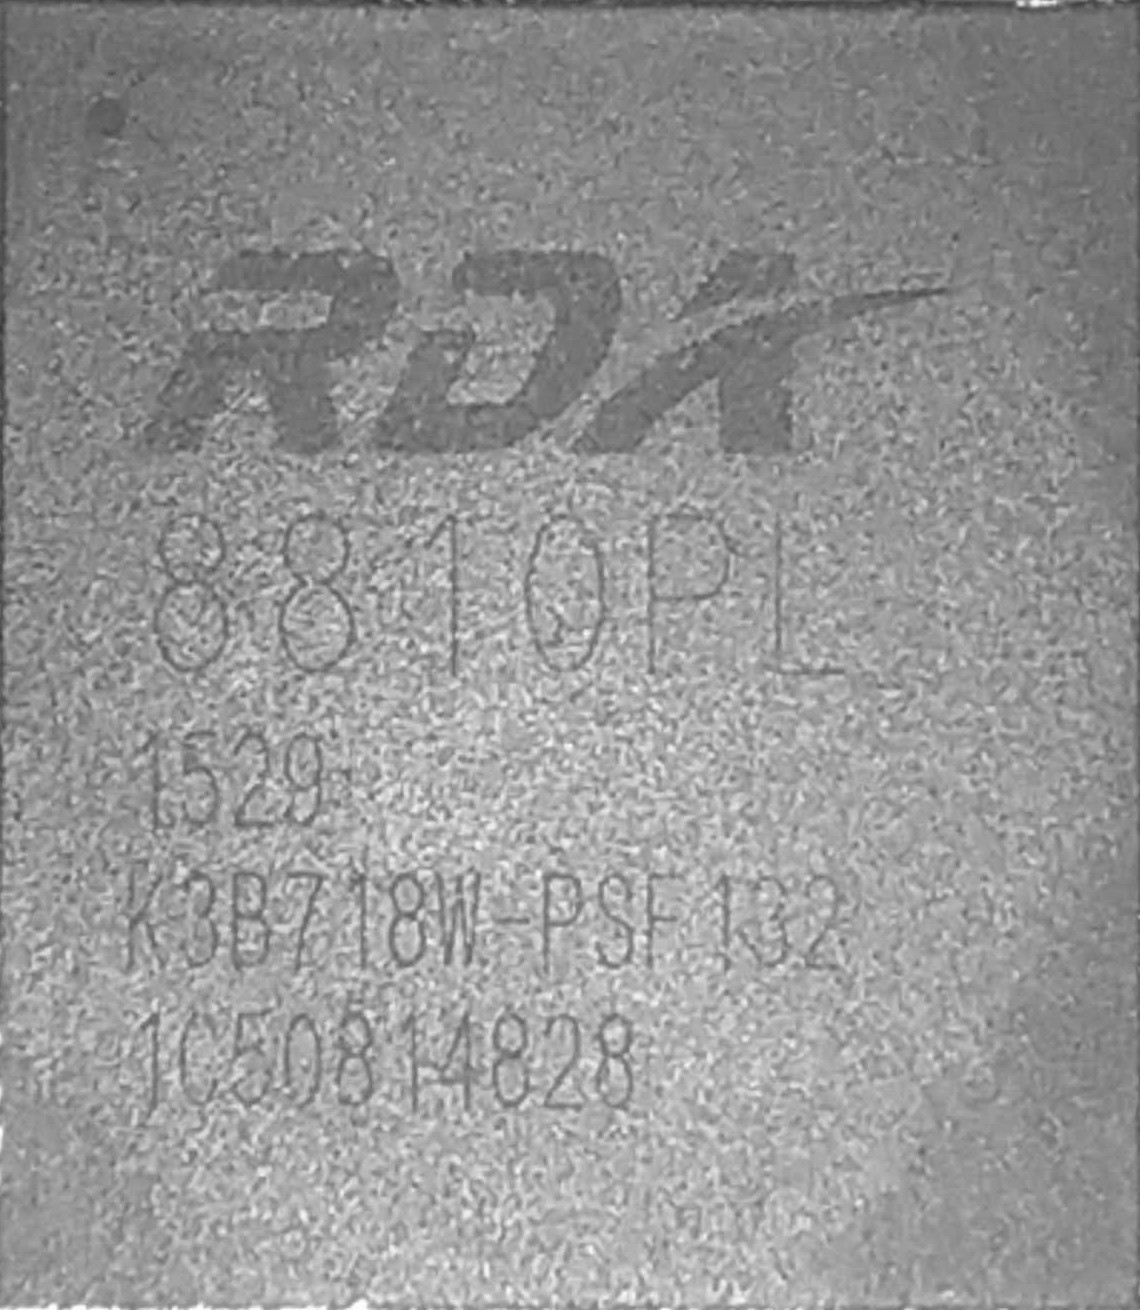 RDA
8810PL
1529
K3B718W-PSF132
1C50814828